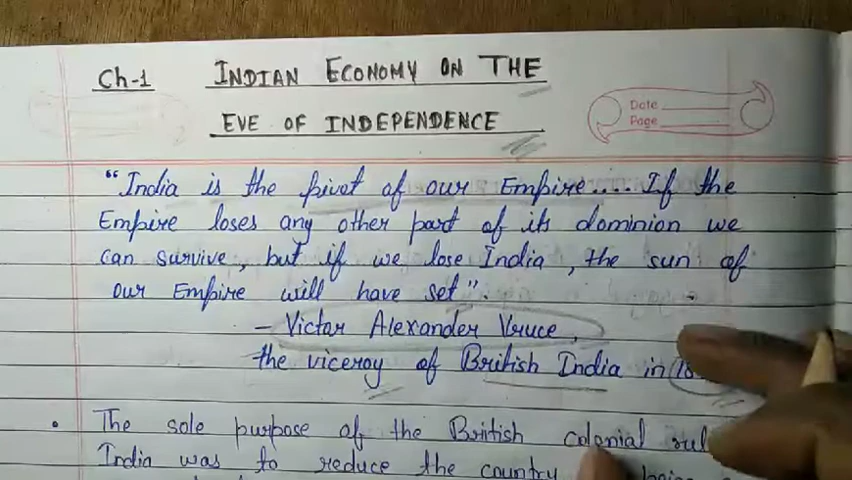 Ch-1 INDIAN ECONOMY ON THE
EVE OF INDEPENDENCE
Date
Page
"India is the pivot of our Empire.... If the
Empire loses any other part of its dominion we
can survive, but if we lose India, the sun of
our Empire will have set".
- Victar Alexander Vruce,
the viceroy of British India in
• The sole purpose of the British colonial
India was to reduce the country